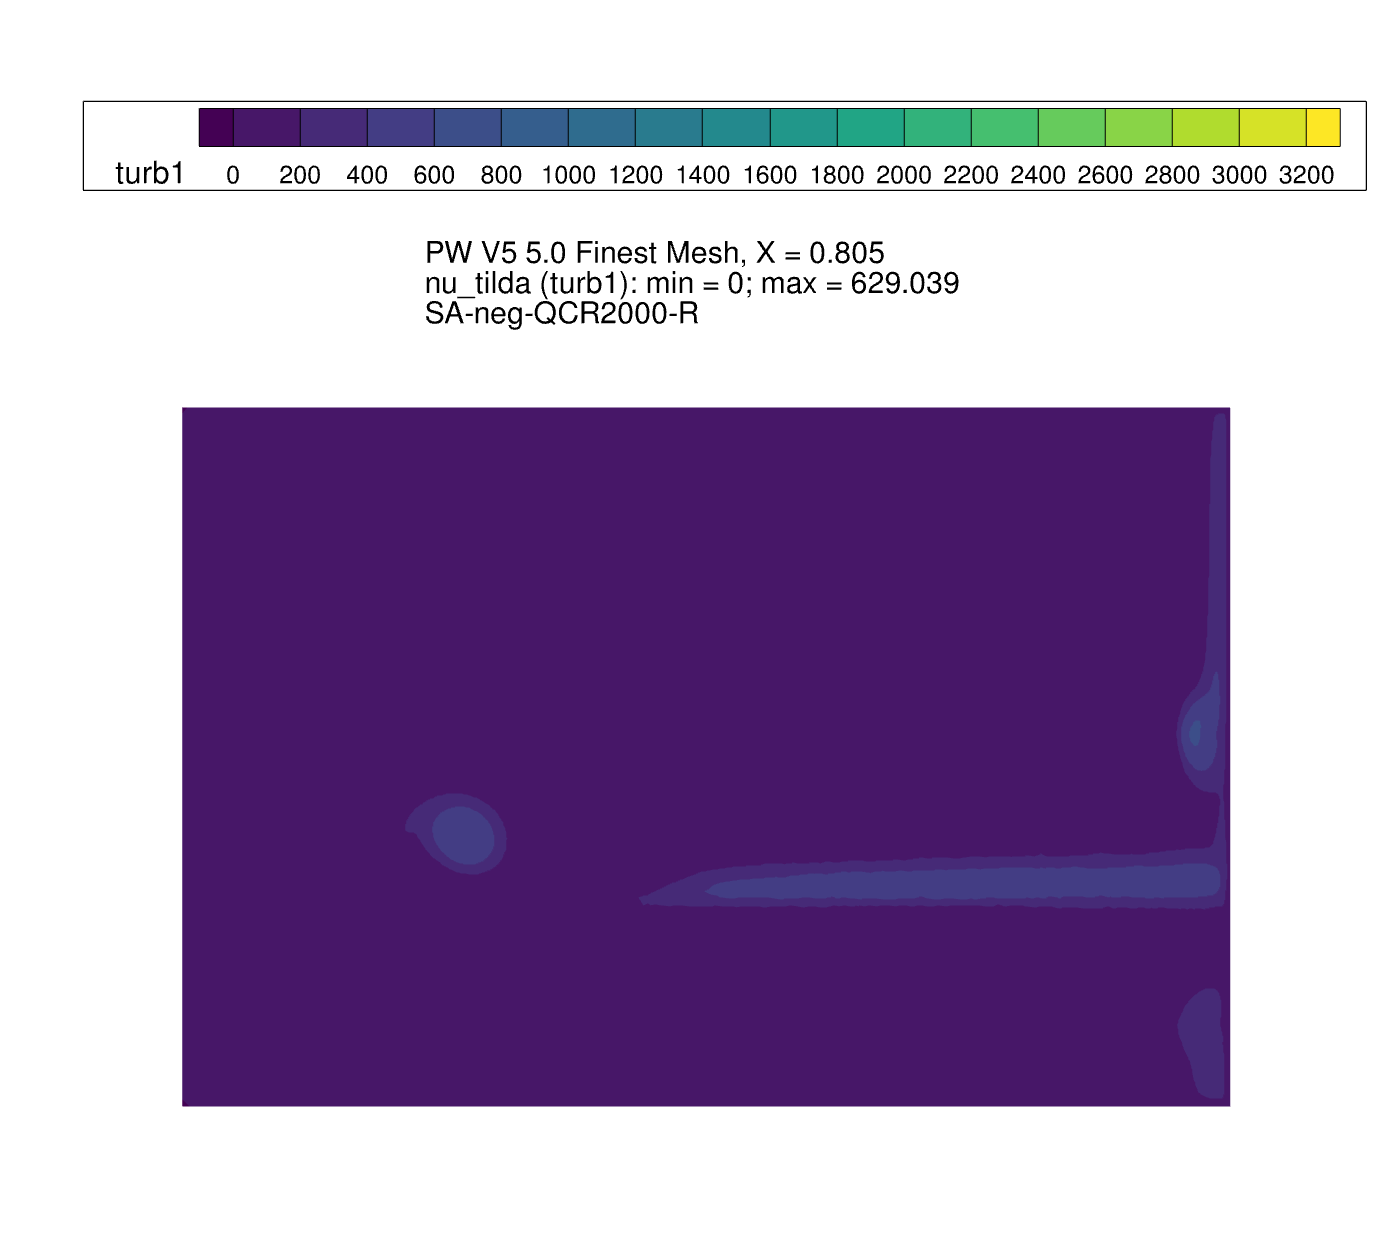 turb1 0 200 400 600 800 1000 1200 1400 1600 1800 2000 2200 2400 2600 2800 3000 3200
PW V5 5.0 Finest Mesh, X = 0.805
nu_tilda (turb1): min = 0; max = 629.039
SA-neg-QCR2000-R